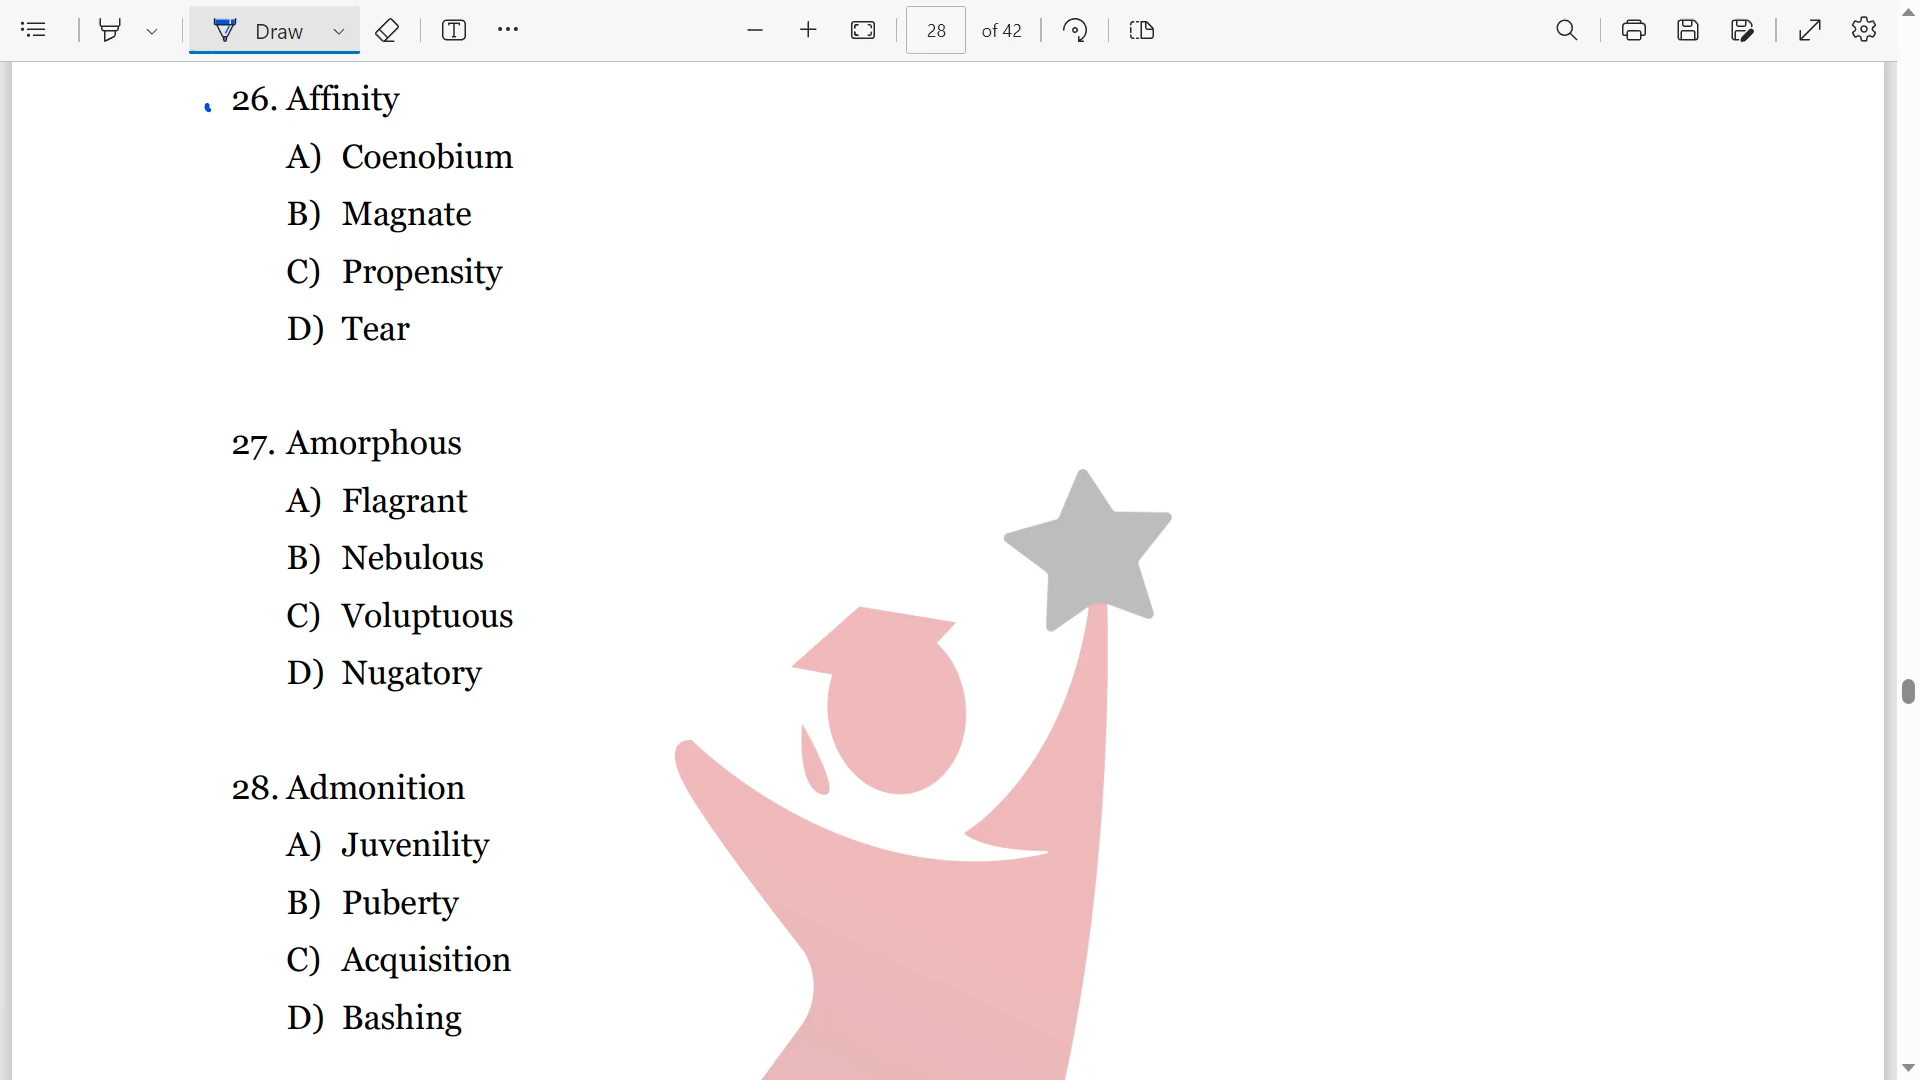 Draw
28 of 42
26. Affinity
A) Coenobium
B) Magnate
C) Propensity
D) Tear
27. Amorphous
A) Flagrant
B) Nebulous
C) Voluptuous
D) Nugatory
28. Admonition
A) Juvenility
B) Puberty
C) Acquisition
D) Bashing